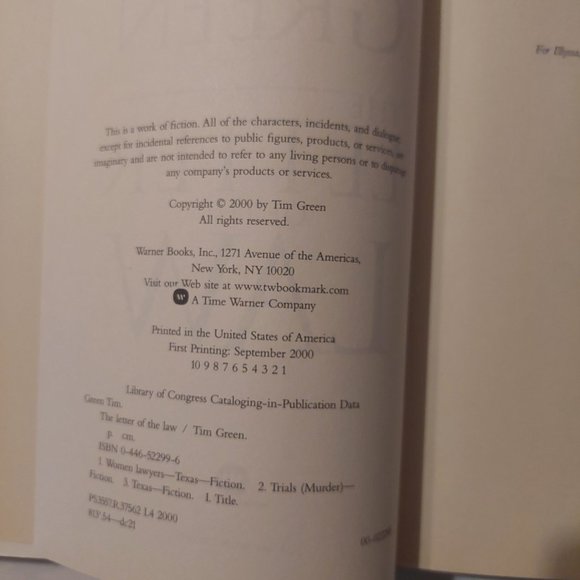 This is a work of fiction. All of the characters, incidents, and dialogue,
except for incidental references to public figures, products, or services, are
imaginary and are not intended to refer to any living persons or to disparage
any company's products or services.
Copyright © 2000 by Tim Green
All rights reserved.
Warner Books, Inc., 1271 Avenue of the Americas,
New York, NY 10020
Visit our Web site at www.twbookmark.com
A Time Warner Company
Printed in the United States of America
First Printing: September 2000
10 9 8 7 6 5 4 3 2 1
Library of Congress Cataloging-in-Publication Data
Green Tim.
The letter of the law / Tim Green.
p. cm.
ISBN 0-446-52299-6
1. Women lawyers—Texas—Fiction. 2. Trials (Murder)—
Fiction. 3. Texas—Fiction. I. Title.
PS3557.R37562 L4 2000
813'.54—dc21
For